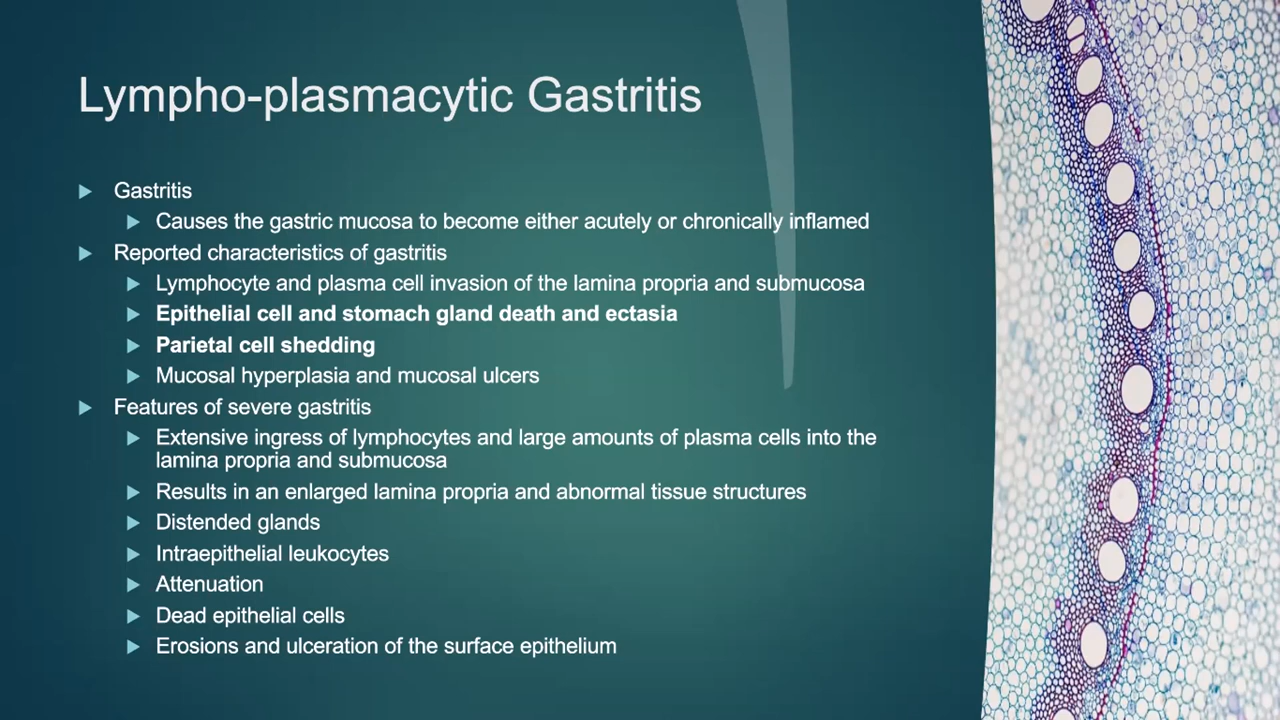 Lympho-plasmacytic Gastritis
Gastritis
Causes the gastric mucosa to become either acutely or chronically inflamed
Reported characteristics of gastritis
Lymphocyte and plasma cell invasion of the lamina propria and submucosa
Epithelial cell and stomach gland death and ectasia
Parietal cell shedding
Mucosal hyperplasia and mucosal ulcers
Features of severe gastritis
Extensive ingress of lymphocytes and large amounts of plasma cells into the
lamina propria and submucosa
Results in an enlarged lamina propria and abnormal tissue structures
Distended glands
Intraepithelial leukocytes
Attenuation
Dead epithelial cells
Erosions and ulceration of the surface epithelium